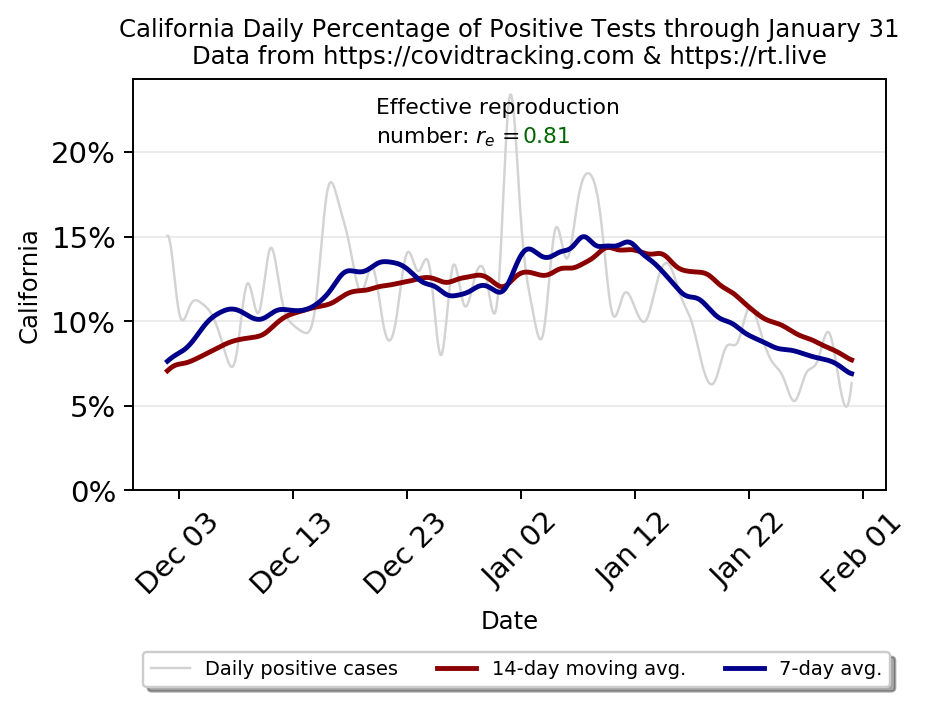 California Daily Percentage of Positive Tests through January 31
Data from https://covidtracking.com & https://rt.live
Effective reproduction
number: rₑ =0.81
20%
15%
10%
5%
0%
California
Dec 03
Dec 13
Dec 23
Jan 02
Jan 12
Jan 22
Feb 01
Date
Daily positive cases
14-day moving avg.
7-day avg.